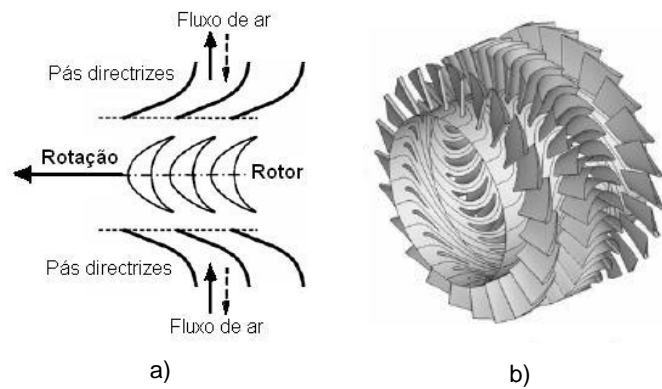 Fluxo de ar
Pás directrizes
Rotação
Rotor
Pás directrizes
Fluxo de ar
a)
b)